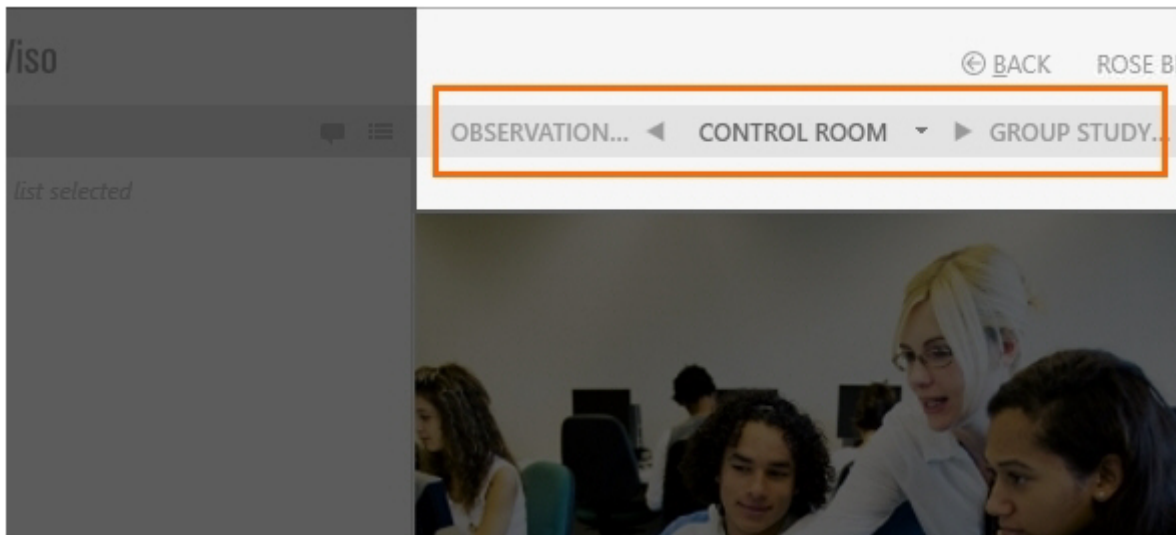 Viso
BACK ROSE B
OBSERVATION... CONTROL ROOM GROUP STUDY...
list selected